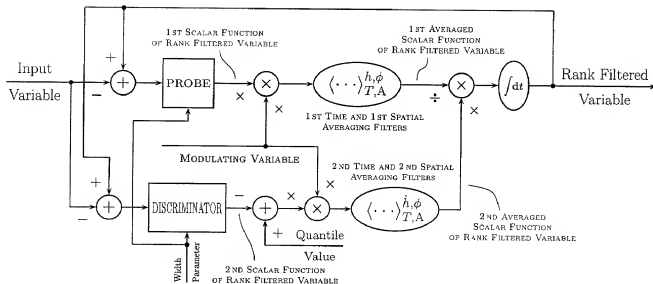 1ST SCALAR FUNCTION
OF RANK FILTERED VARIABLE
1ST AVERAGED
SCALAR FUNCTION
OF RANK FILTERED VARIABLE
Input
Variable
+
−
+
PROBE
×
×
×
⟨···⟩h,ϕ T,A
÷
×
×
∫dt
Rank Filtered
Variable
1ST TIME AND 1ST SPATIAL
AVERAGING FILTERS
MODULATING VARIABLE
2ND TIME AND 2ND SPATIAL
AVERAGING FILTERS
+
−
+
DISCRIMINATOR
−
+
×
×
×
⟨···⟩ḣ,ϕ T,A
+
Quantile
Value
2ND AVERAGED
SCALAR FUNCTION
OF RANK FILTERED VARIABLE
Width
Parameter
2ND SCALAR FUNCTION
OF RANK FILTERED VARIABLE